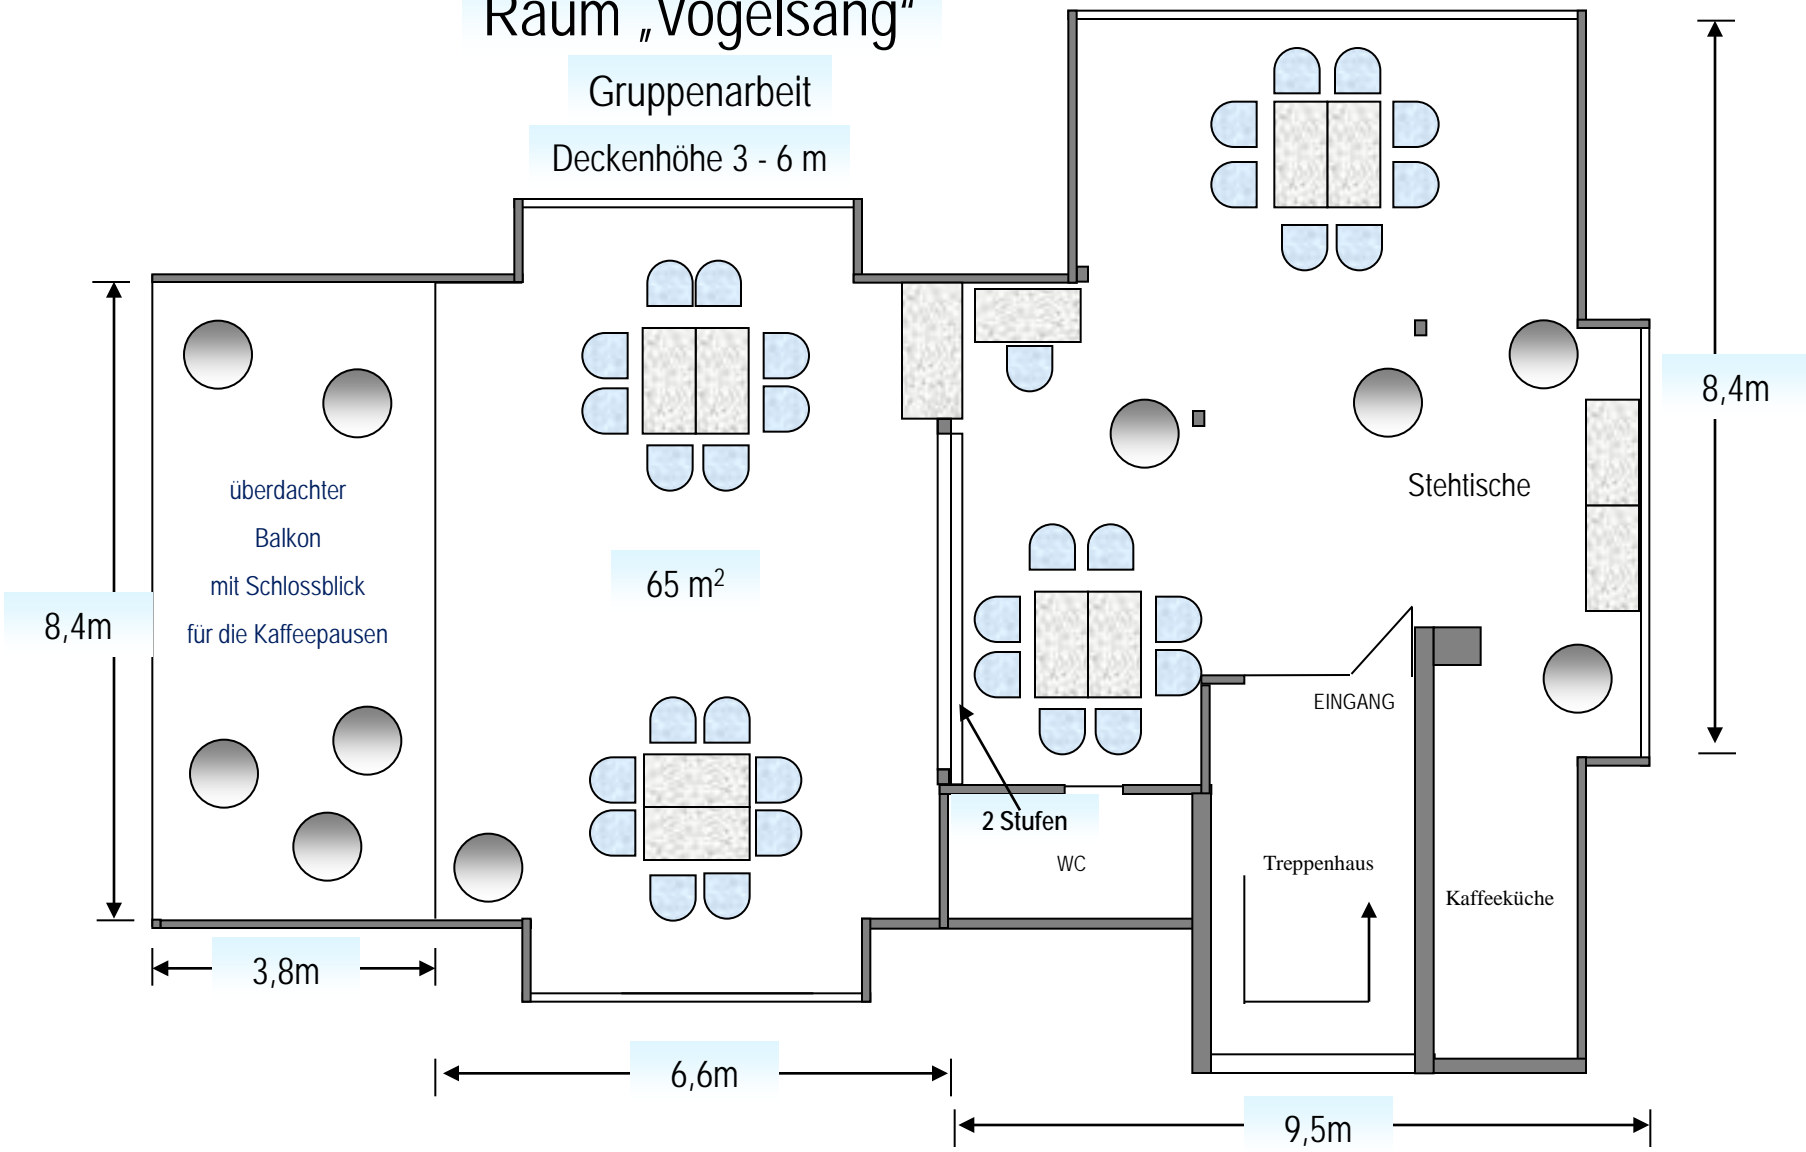 Raum „Vogelsang“
Gruppenarbeit
Deckenhöhe 3 - 6 m
überdachter
Balkon
mit Schlossblick
für die Kaffeepausen
8,4m
65 m²
Stehtische
8,4m
EINGANG
2 Stufen
WC
Treppenhaus
Kaffeeküche
3,8m
6,6m
9,5m